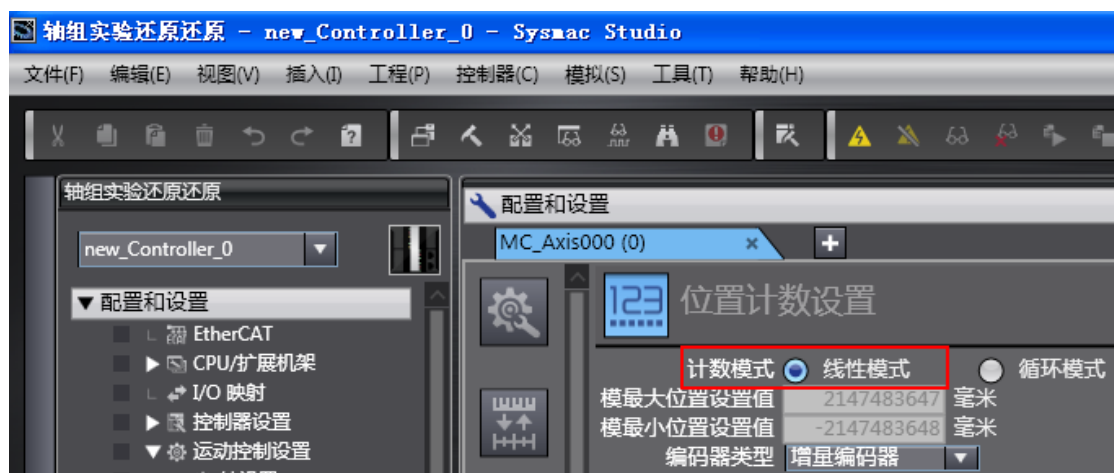 轴组实验还原还原 - new_Controller_0 - Sysmac Studio
文件(F) 编辑(E) 视图(V) 插入(I) 工程(P) 控制器(C) 模拟(S) 工具(T) 帮助(H)
轴组实验还原还原
new_Controller_0
配置和设置
EtherCAT
CPU/扩展机架
I/O 映射
控制器设置
运动控制设置
配置和设置
MC_Axis000 (0)
123 位置计数设置
计数模式 线性模式 循环模式
模最大位置设置值 2147483647 毫米
模最小位置设置值 -2147483648 毫米
编码器类型 增量编码器